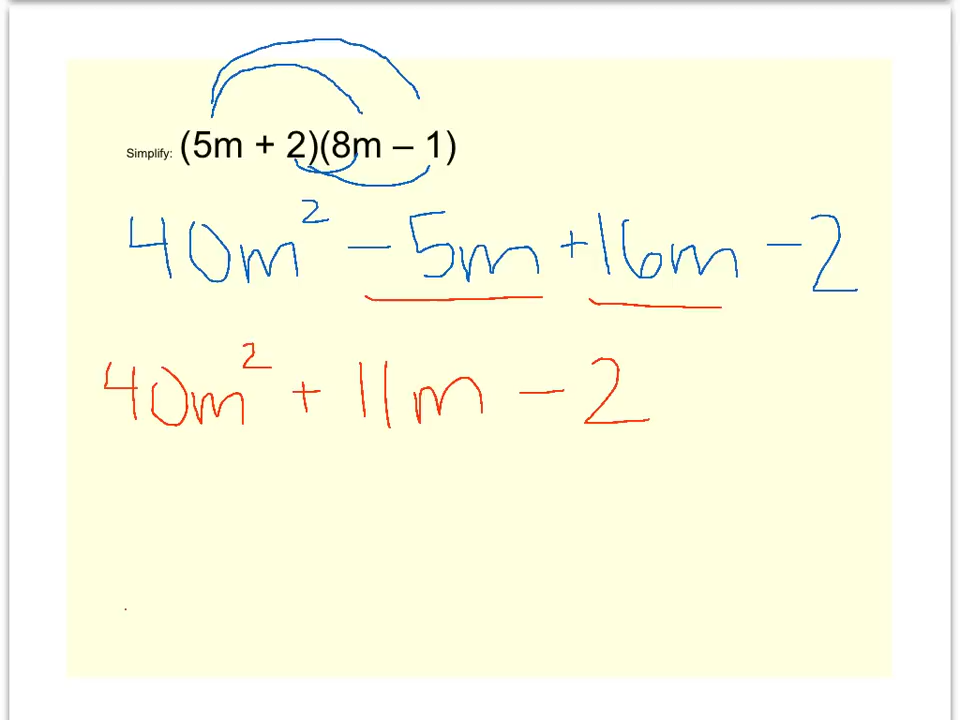 Simplify: (5m + 2)(8m – 1)
40m² - 5m + 16m - 2
40m² + 11m - 2